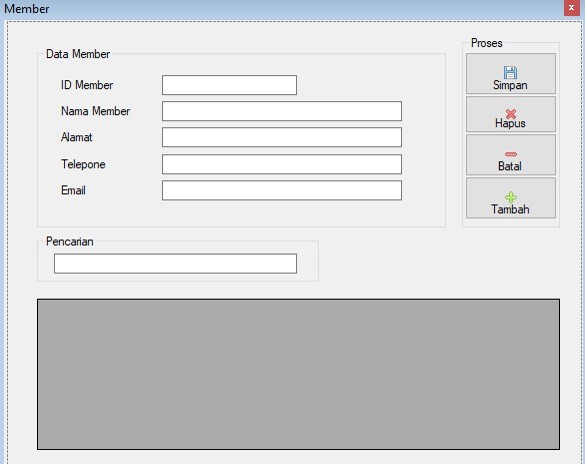 Member
Data Member
ID Member
Nama Member
Alamat
Telepone
Email
Proses
Simpan
Hapus
Batal
Tambah
Pencarian